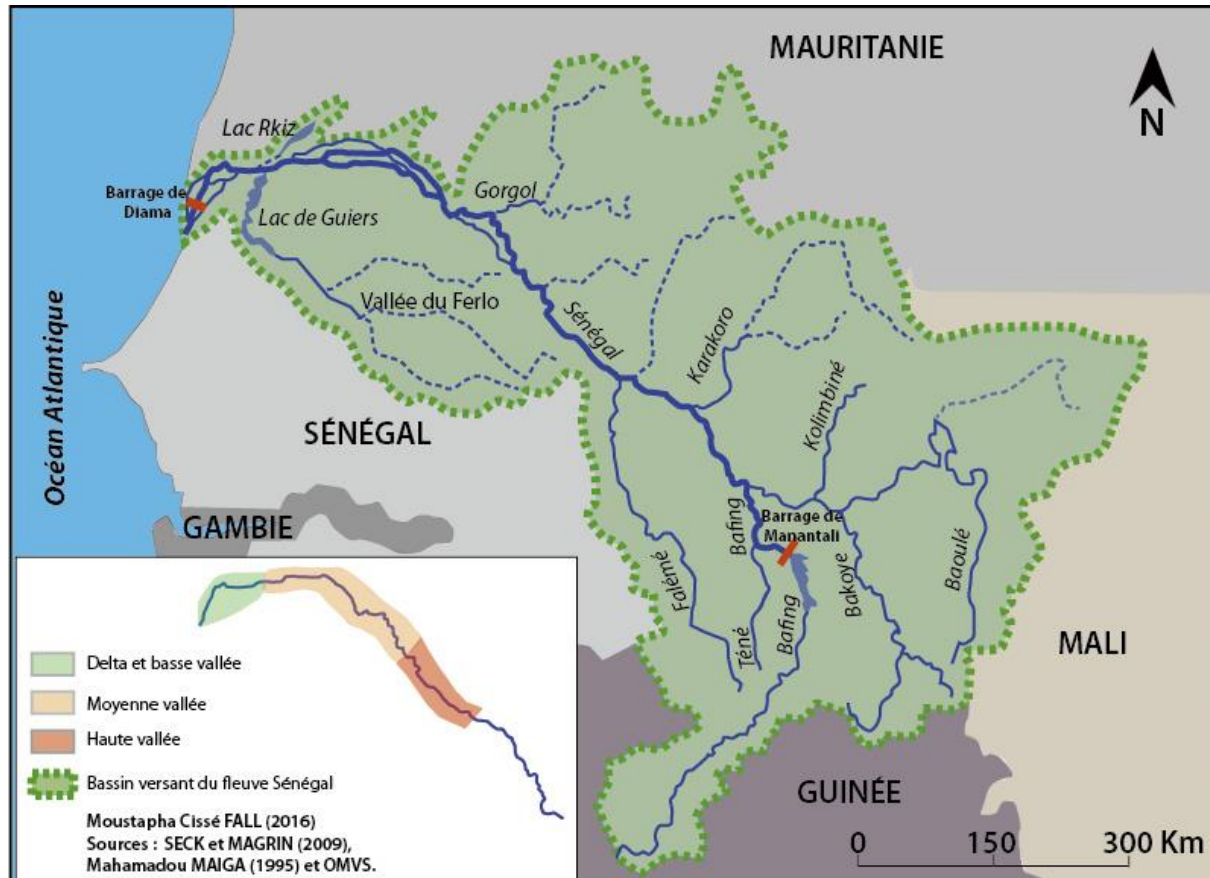 MAURITANIE
N
Lac Rkiz
Barrage de
Diama
Gorgol
Lac de Guiers
Océan Atlantique
Vallée du Ferlo
Sénégal
Karakoro
Kolimbiné
SÉNÉGAL
GAMBIE
Falémé
Bafing
Barrage de
Manantali
Téné
Bafing
Bakoye
Baoulé
MALI
GUINÉE
Delta et basse vallée
Moyenne vallée
Haute vallée
Bassin versant du fleuve Sénégal
Moustapha Cissé FALL (2016)
Sources : SECK et MAGRIN (2009),
Mahamadou MAIGA (1995) et OMVS.
0 150 300 Km